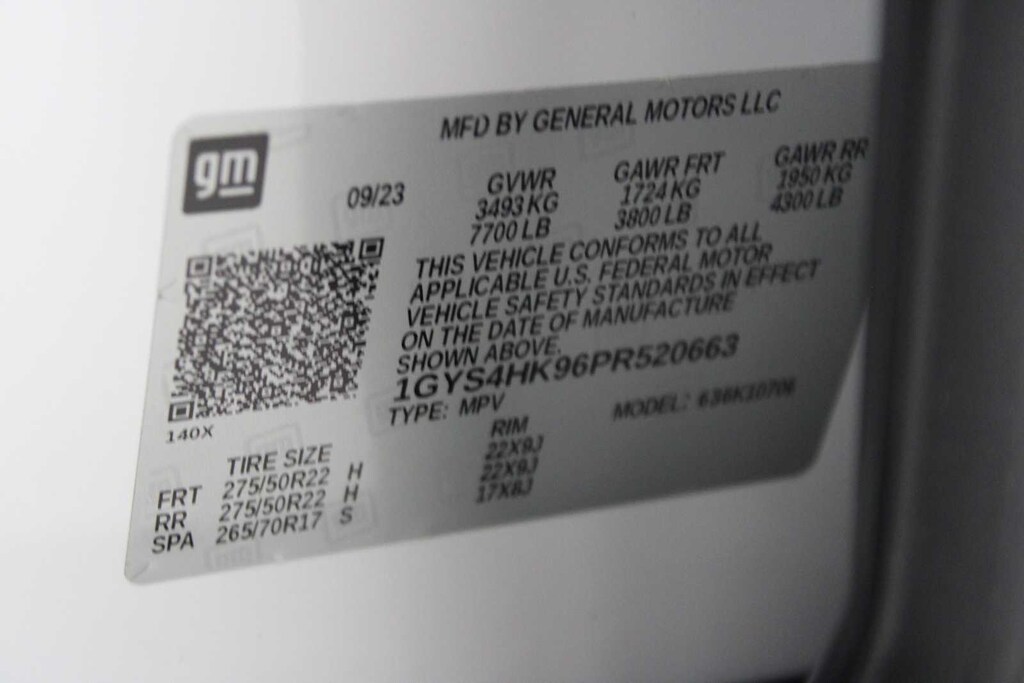 MFD BY GENERAL MOTORS LLC
gm
09/23
GVWR
3493 KG
7700 LB
GAWR FRT
1724 KG
3800 LB
GAWR RR
1950 KG
4300 LB
THIS VEHICLE CONFORMS TO ALL
APPLICABLE U.S. FEDERAL MOTOR
VEHICLE SAFETY STANDARDS IN EFFECT
ON THE DATE OF MANUFACTURE
SHOWN ABOVE.
1GYS4HK96PR520663
TYPE: MPV
MODEL:
140X
TIRE SIZE
RIM
FRT 275/50R22 H 22X9J
RR 275/50R22 H 22X9J
SPA 265/70R17 S 17X8J